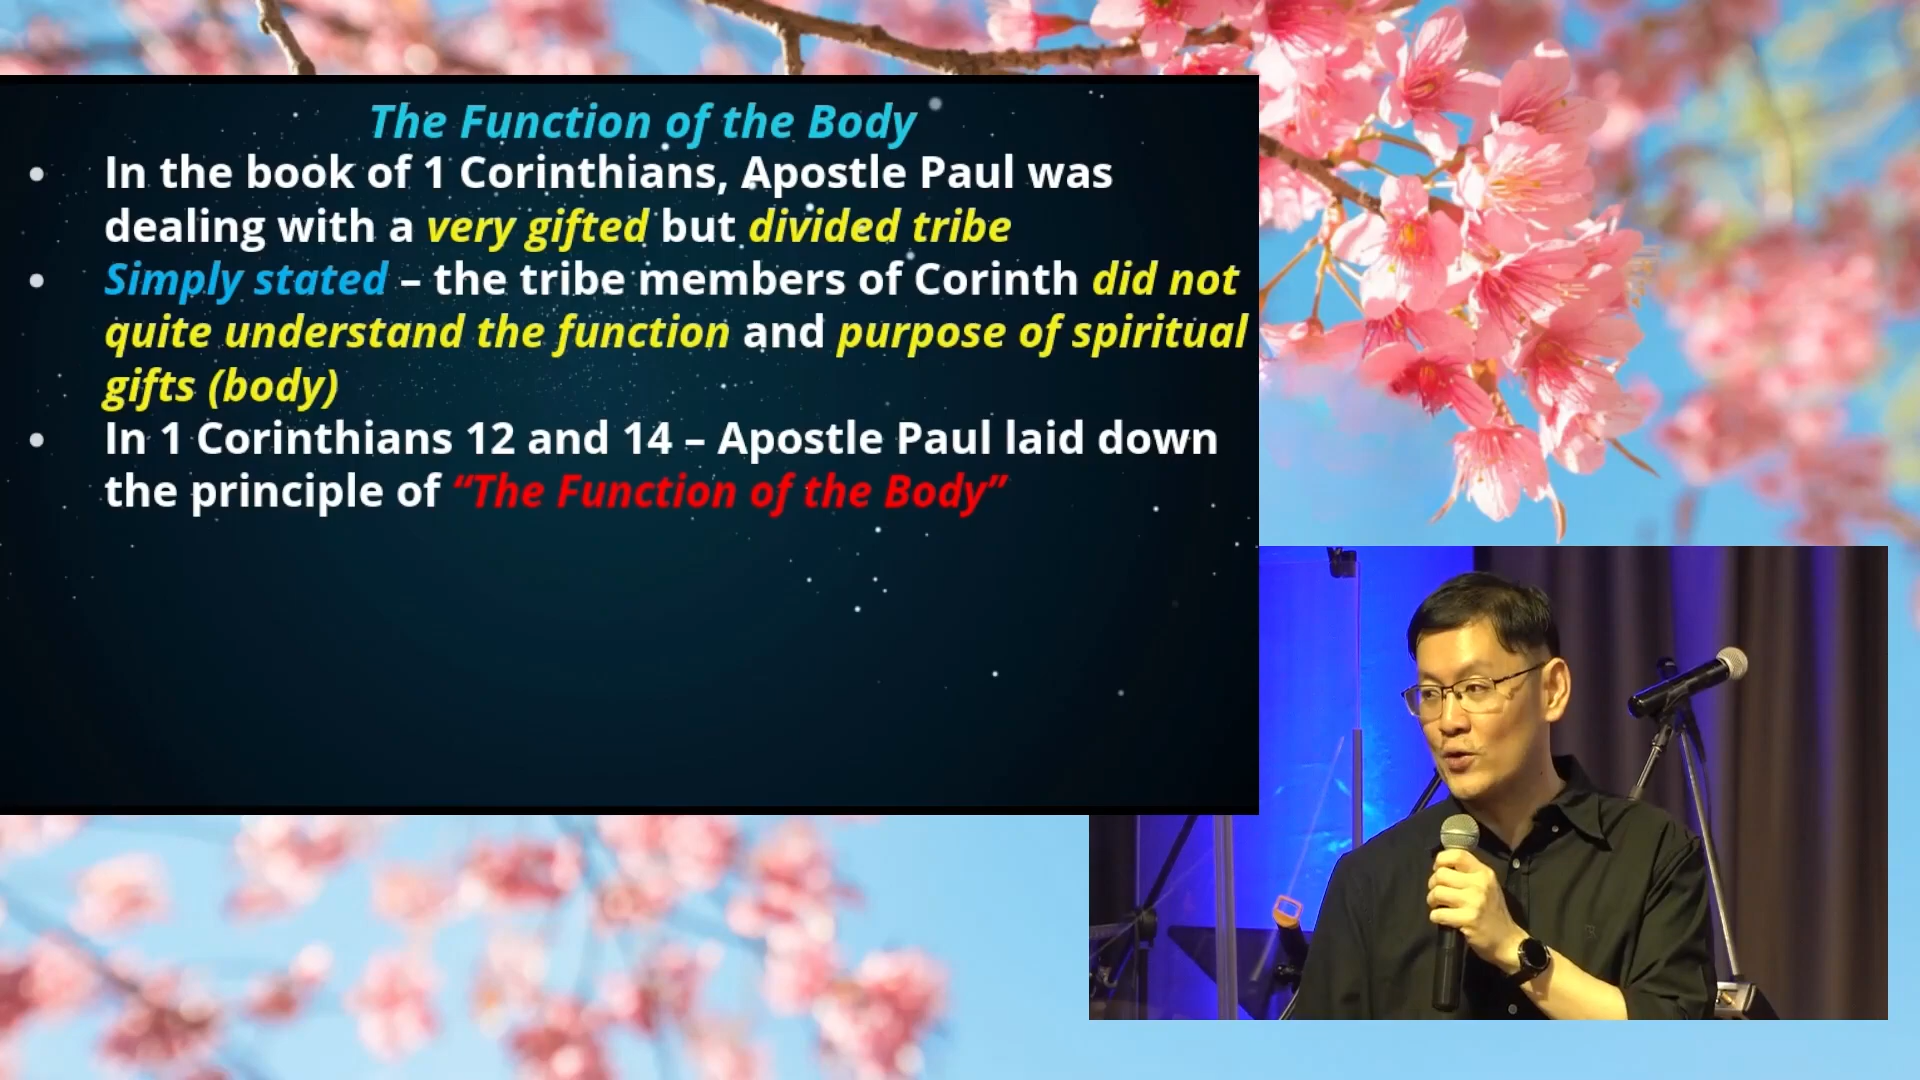 The Function of the Body
• In the book of 1 Corinthians, Apostle Paul was
dealing with a very gifted but divided tribe
• Simply stated – the tribe members of Corinth did not
quite understand the function and purpose of spiritual
gifts (body)
• In 1 Corinthians 12 and 14 – Apostle Paul laid down
the principle of “The Function of the Body”